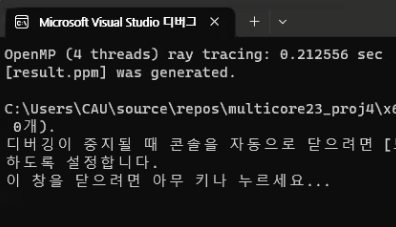 Microsoft Visual Studio 디버그
OpenMP (4 threads) ray tracing: 0.212556 sec
[result.ppm] was generated.
C:\Users\CAU\source\repos\multicore23_proj4\x6
0개).
디버깅이 중지될 때 콘솔을 자동으로 닫으려면 [
하도록 설정합니다.
이 창을 닫으려면 아무 키나 누르세요...